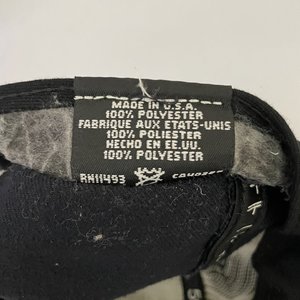 MADE IN U.S.A.
100% POLYESTER
FABRIQUE AUX ETATS-UNIS
100% POLIESTER
HECHO EN EE.UU.
100% POLYESTER
RN11493